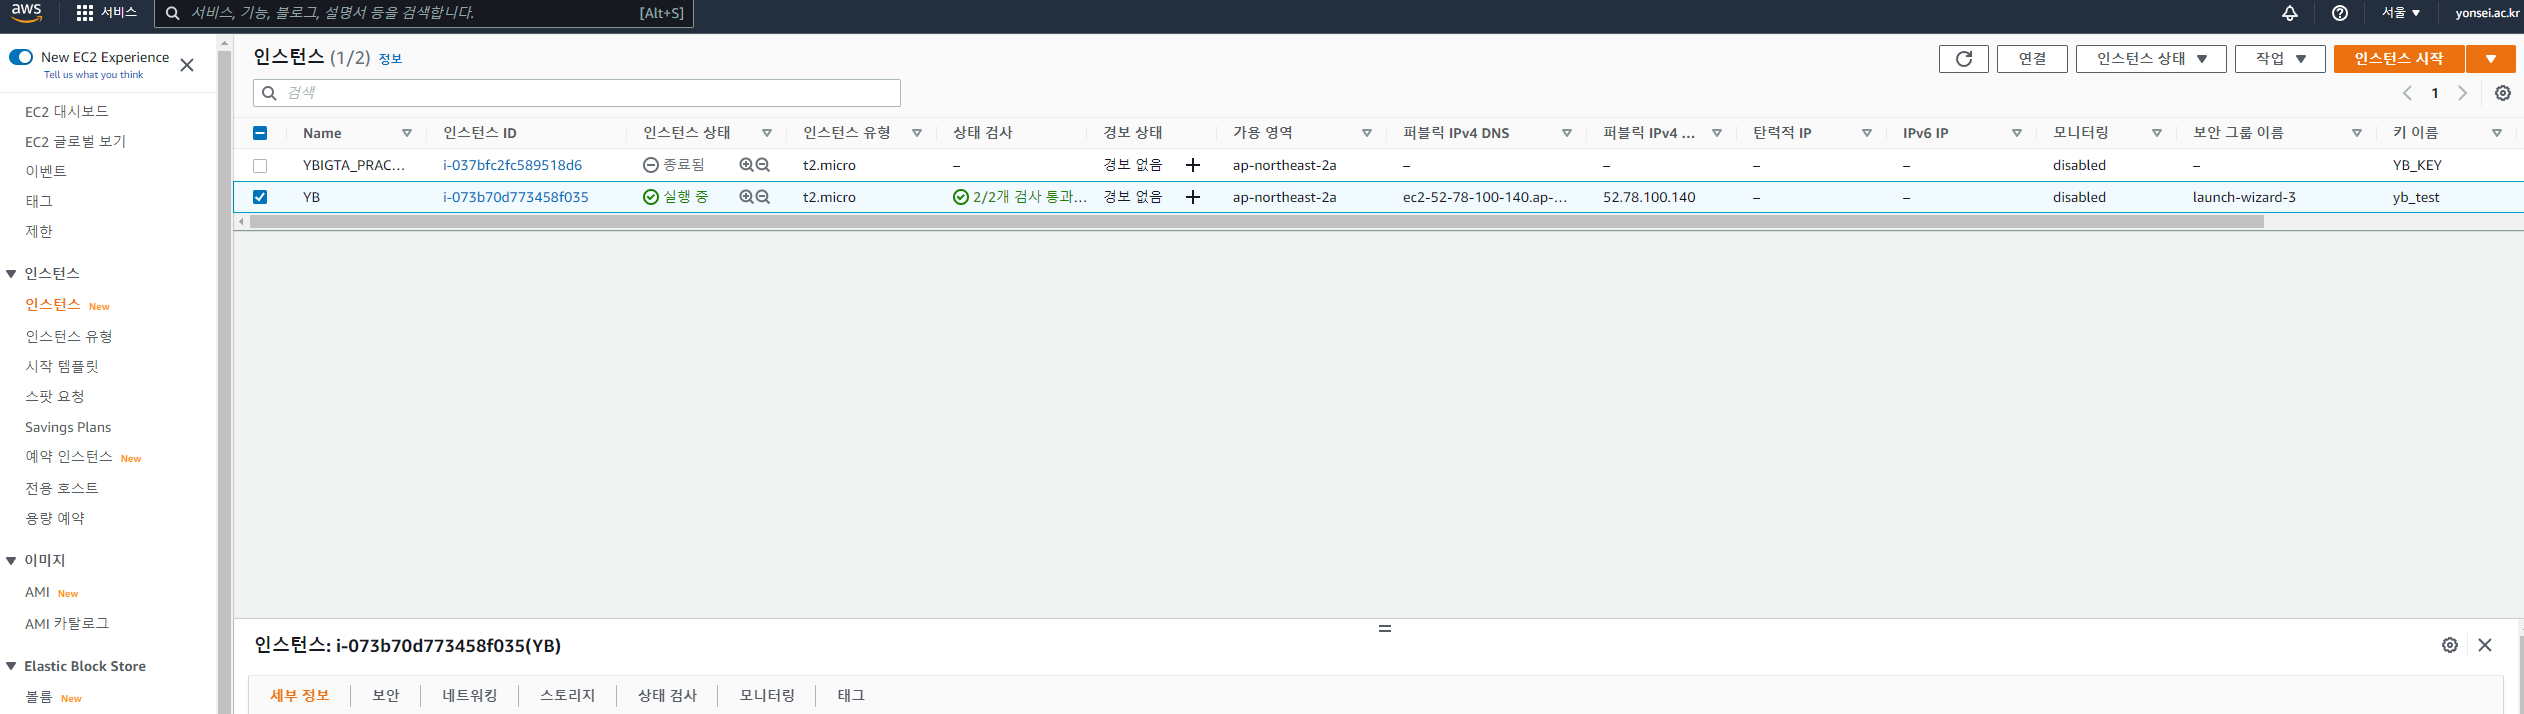 aws 서비스 서비스, 기능, 블로그, 설명서 등을 검색합니다. [Alt+S] 서울 yonsei.ac.kr
New EC2 Experience
Tell us what you think
EC2 대시보드
EC2 글로벌 보기
이벤트
태그
제한
인스턴스
인스턴스 New
인스턴스 유형
시작 템플릿
스팟 요청
Savings Plans
예약 인스턴스 New
전용 호스트
용량 예약
이미지
AMI New
AMI 카탈로그
Elastic Block Store
볼륨 New
인스턴스 (1/2) 정보
연결 인스턴스 상태 작업 인스턴스 시작
검색
1
Name 인스턴스 ID 인스턴스 상태 인스턴스 유형 상태 검사 경보 상태 가용 영역 퍼블릭 IPv4 DNS 퍼블릭 IPv4 ... 탄력적 IP IPv6 IP 모니터링 보안 그룹 이름 키 이름
YBIGTA_PRAC... i-037bfc2fc589518d6 종료됨 t2.micro – 경보 없음 + ap-northeast-2a – – – – disabled – YB_KEY
YB i-073b70d773458f035 실행 중 t2.micro 2/2개 검사 통과... 경보 없음 + ap-northeast-2a ec2-52-78-100-140.ap-... 52.78.100.140 – – disabled launch-wizard-3 yb_test
인스턴스: i-073b70d773458f035(YB)
세부 정보 보안 네트워킹 스토리지 상태 검사 모니터링 태그